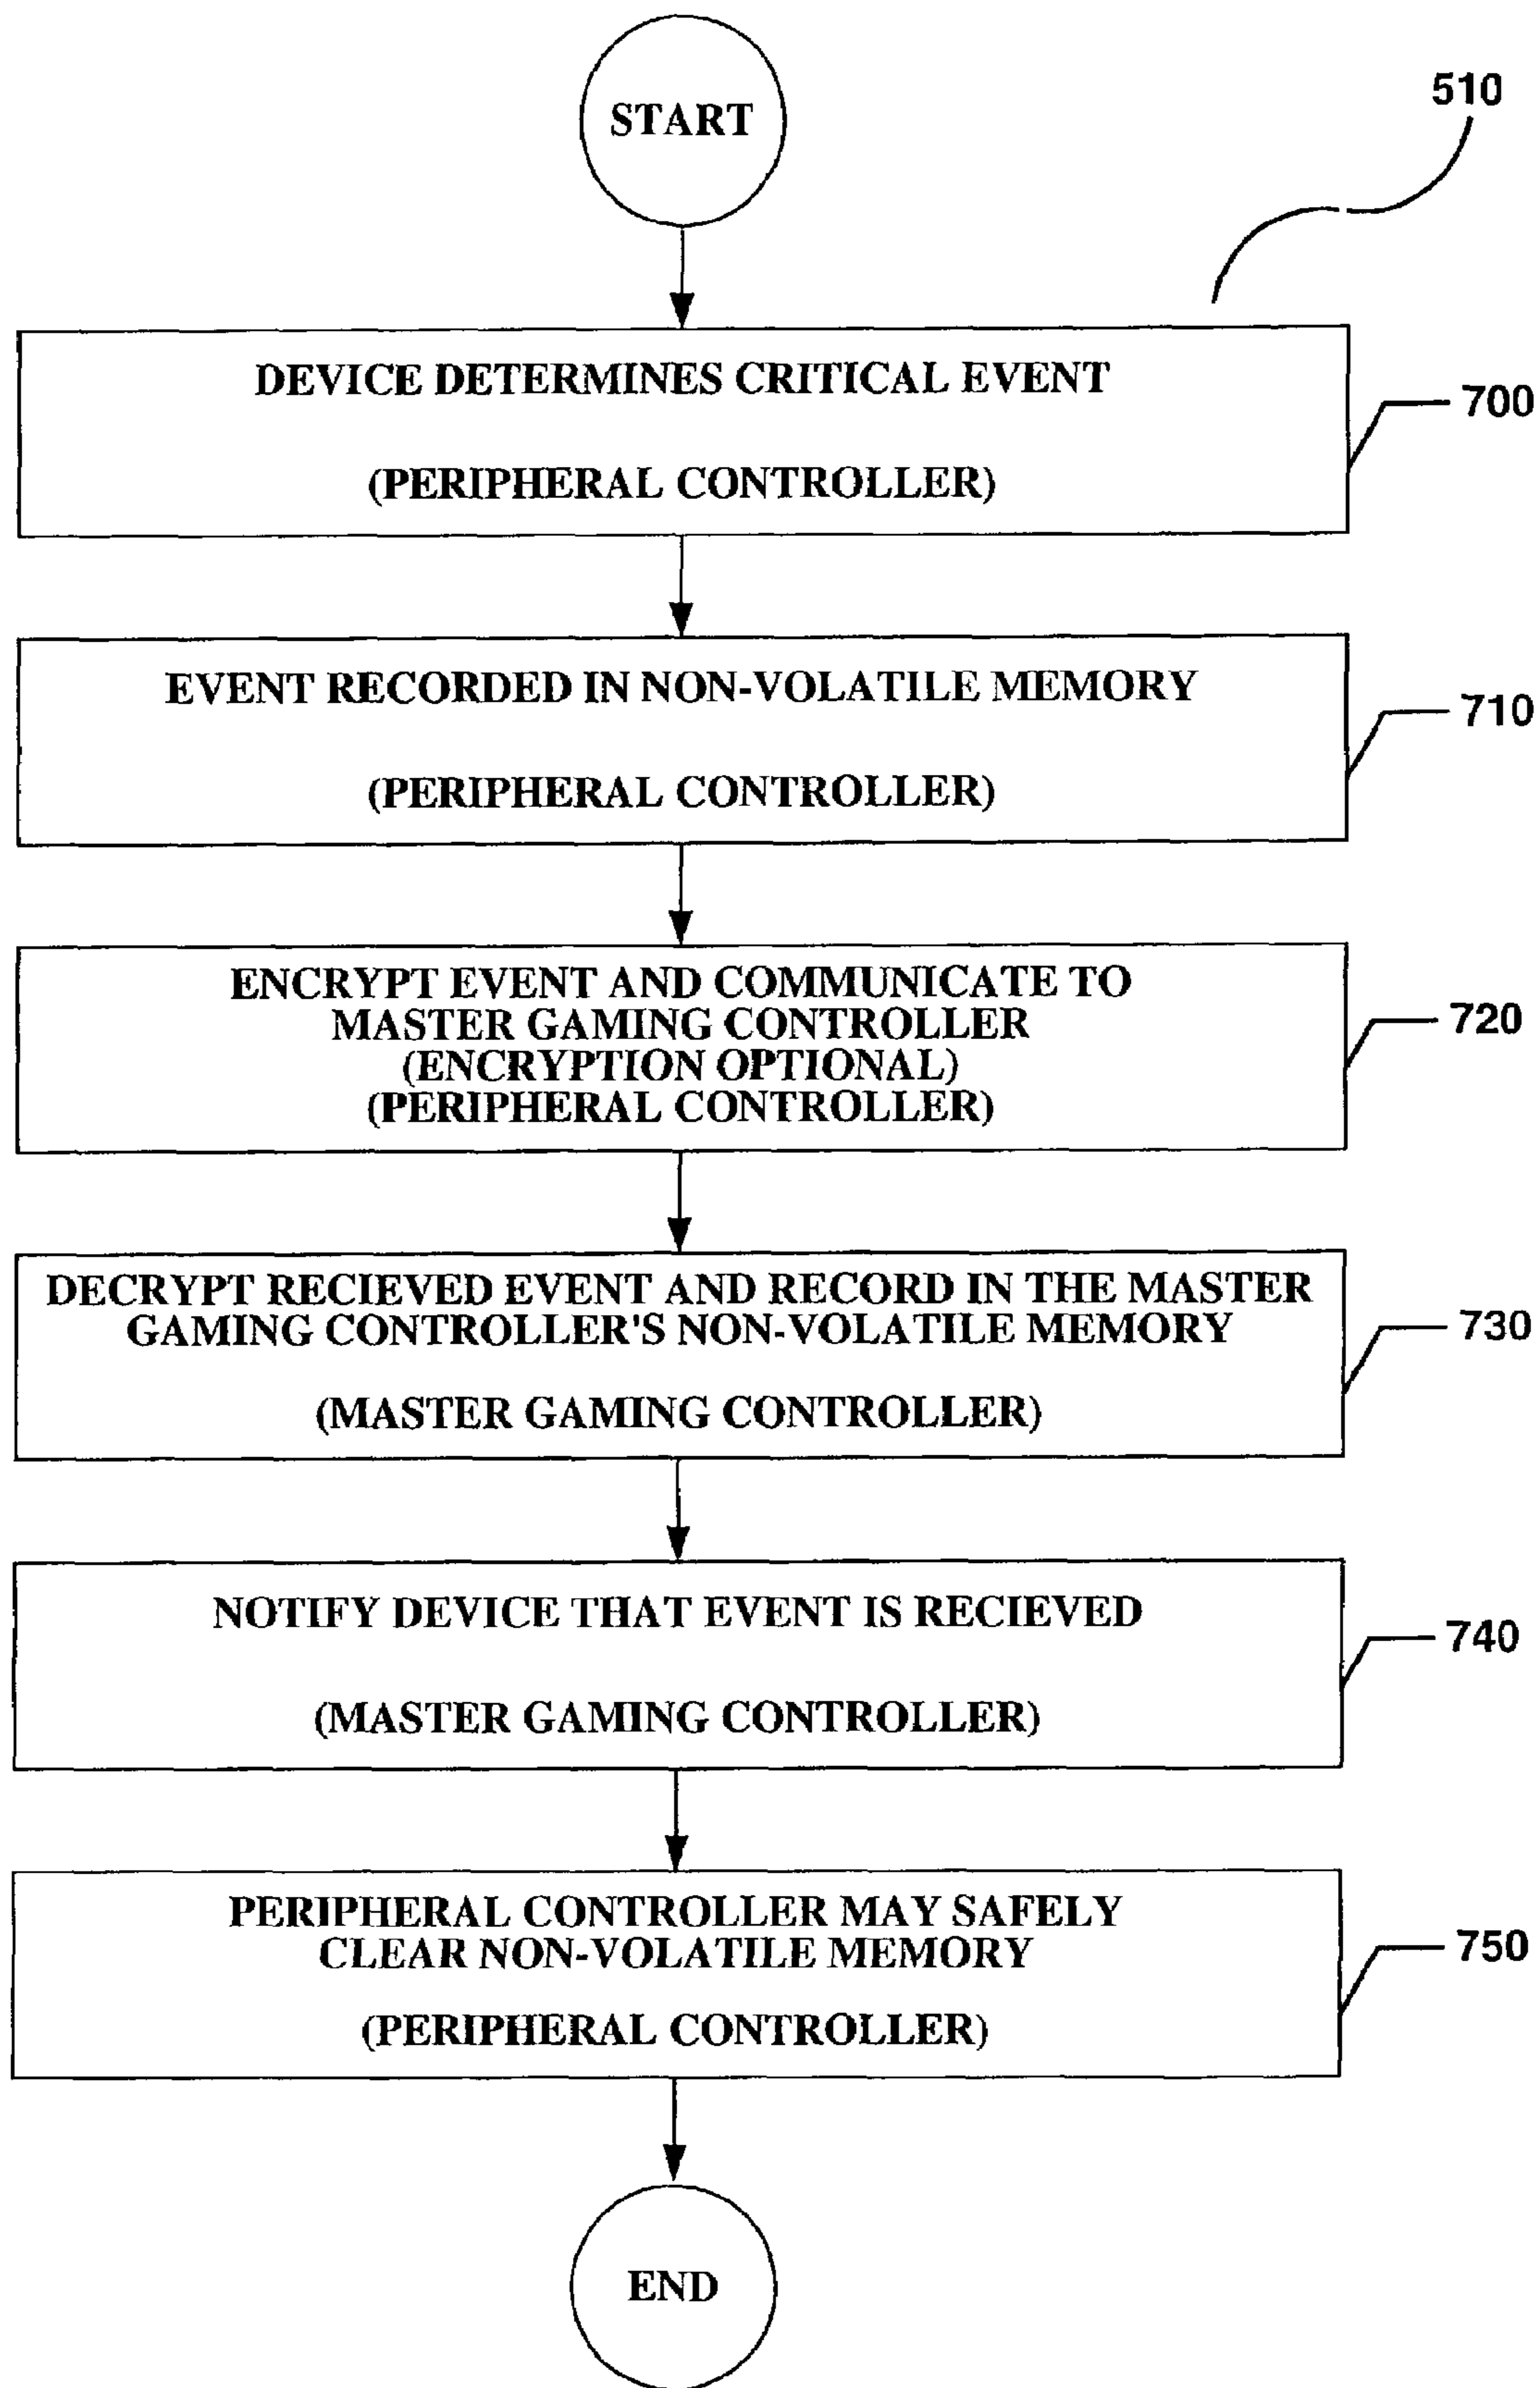 START
510
DEVICE DETERMINES CRITICAL EVENT
(PERIPHERAL CONTROLLER)
700
EVENT RECORDED IN NON-VOLATILE MEMORY
(PERIPHERAL CONTROLLER)
710
ENCRYPT EVENT AND COMMUNICATE TO
MASTER GAMING CONTROLLER
(ENCRYPTION OPTIONAL)
(PERIPHERAL CONTROLLER)
720
DECRYPT RECIEVED EVENT AND RECORD IN THE MASTER
GAMING CONTROLLER'S NON-VOLATILE MEMORY
(MASTER GAMING CONTROLLER)
730
NOTIFY DEVICE THAT EVENT IS RECIEVED
(MASTER GAMING CONTROLLER)
740
PERIPHERAL CONTROLLER MAY SAFELY
CLEAR NON-VOLATILE MEMORY
(PERIPHERAL CONTROLLER)
750
END